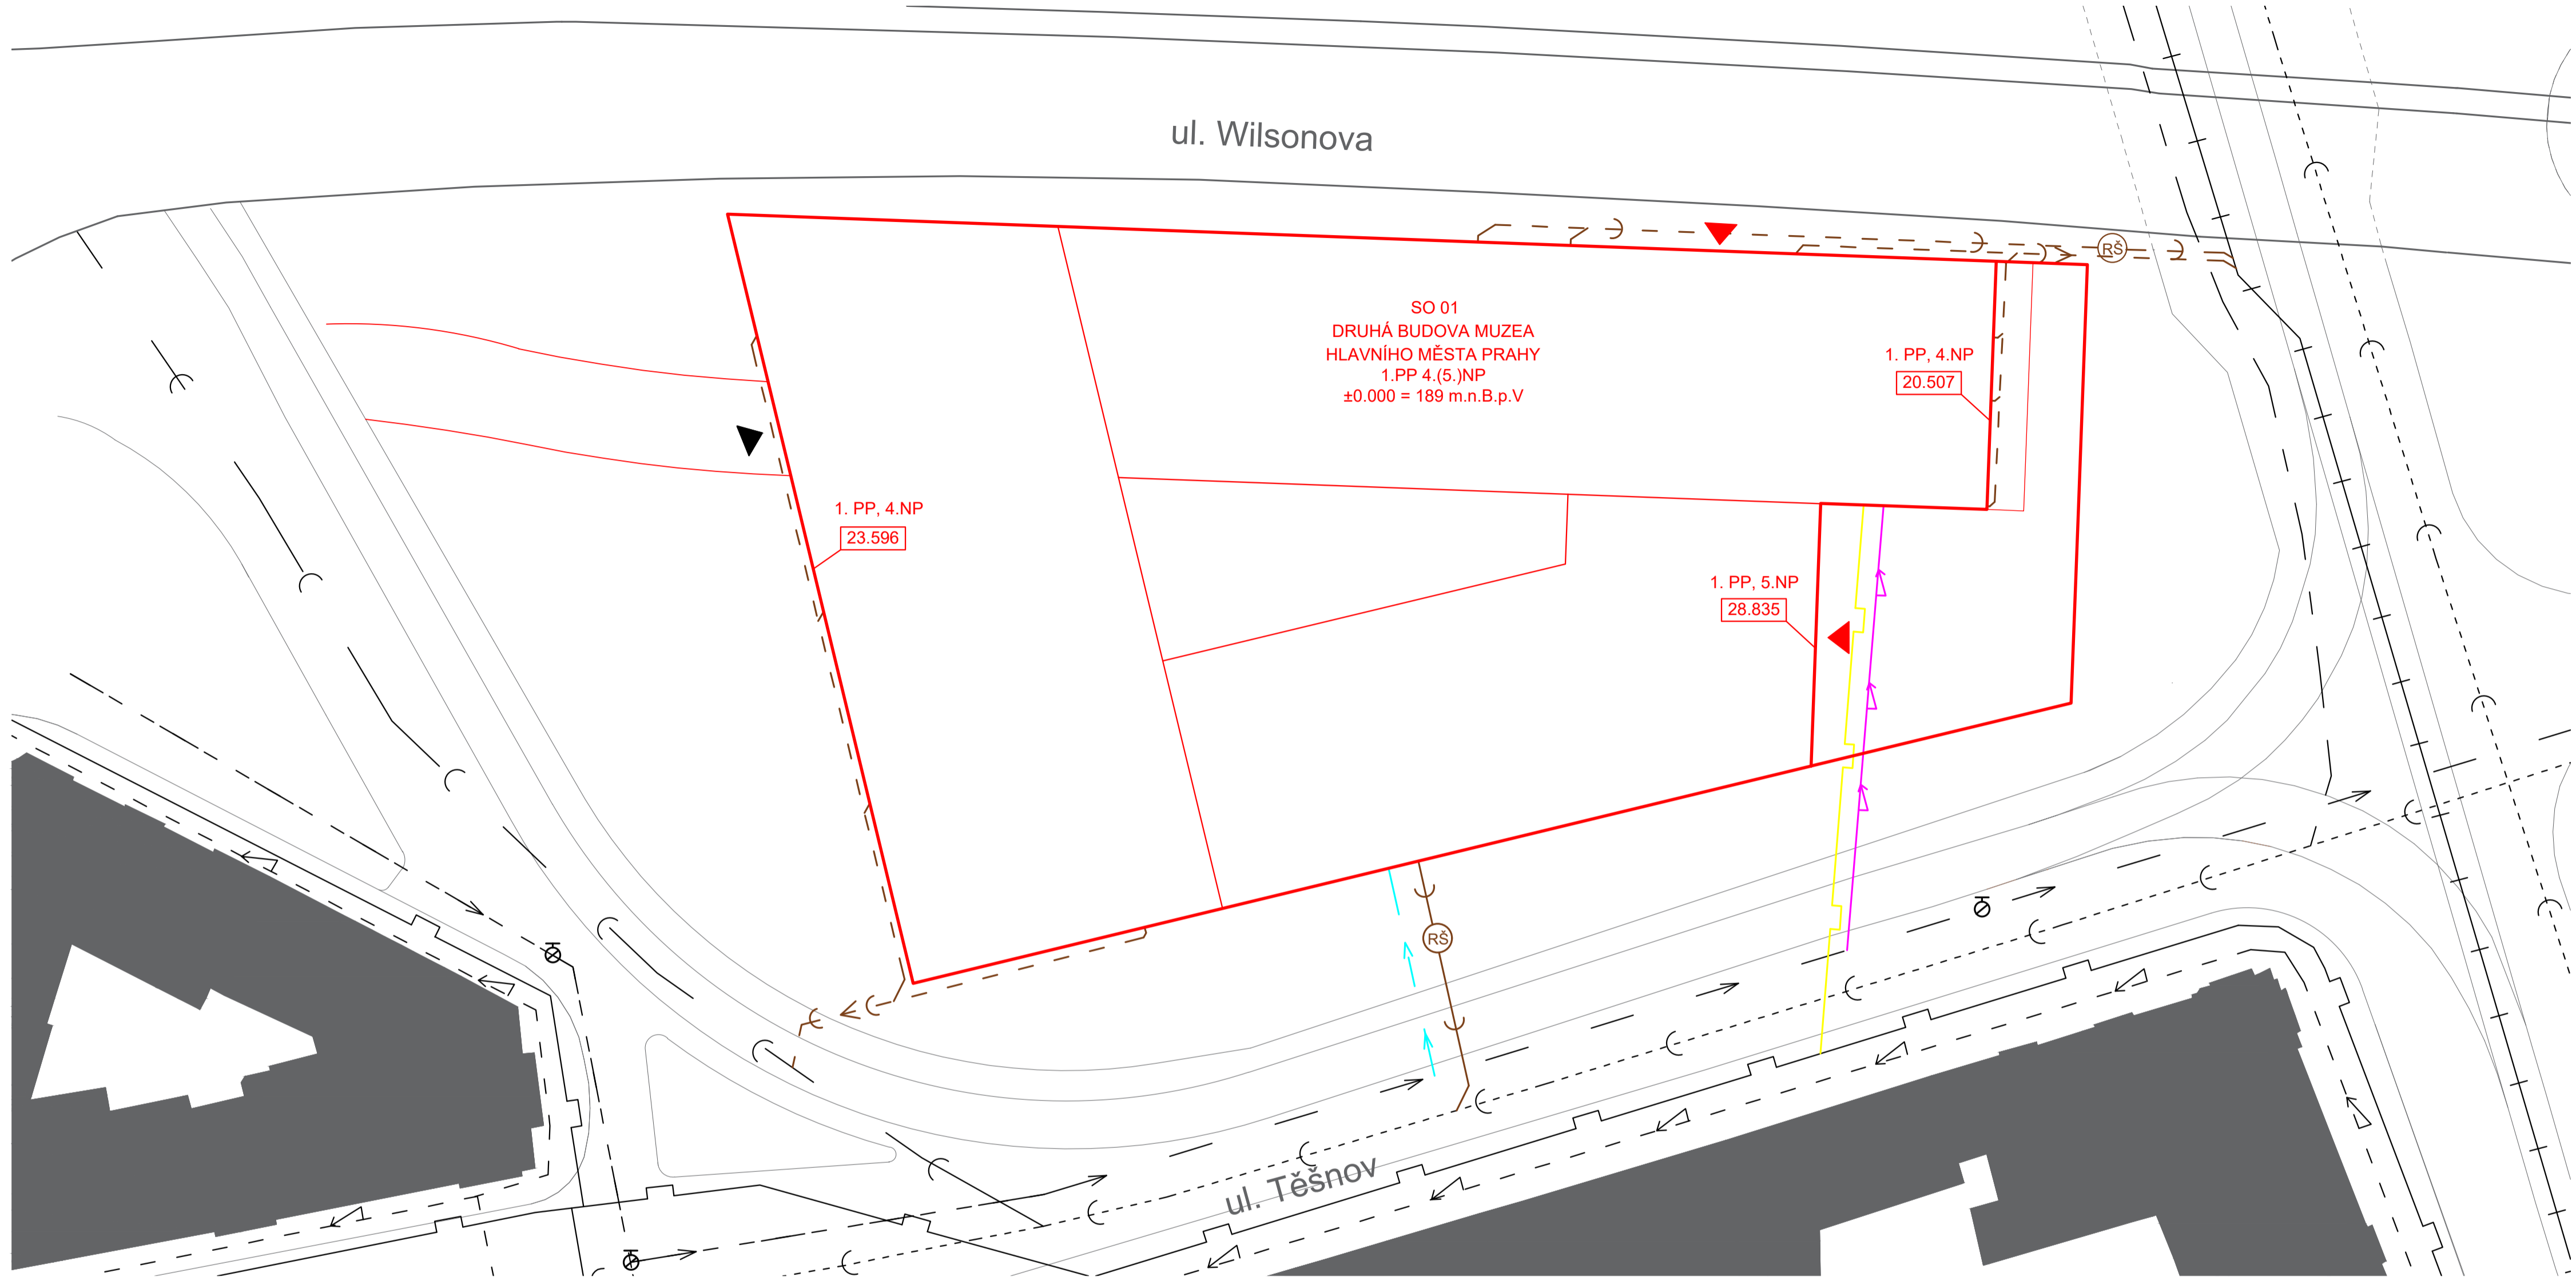 ul. Wilsonova
RŠ
SO 01
DRUHÁ BUDOVA MUZEA
HLAVNÍHO MĚSTA PRAHY
1.PP 4.(5.)NP
±0.000 = 189 m.n.B.p.V
1. PP, 4.NP
20.507
1. PP, 4.NP
23.596
1. PP, 5.NP
28.835
RŠ
ul. Těšnov